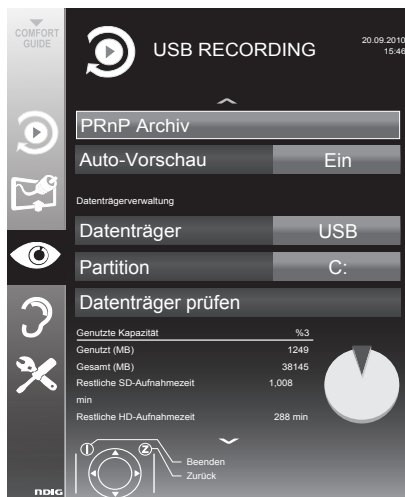 COMFORT
GUIDE
USB RECORDING
20.09.2010
15:46
PRnP Archiv
Auto-Vorschau Ein
Datenträgerverwaltung
Datenträger USB
Partition C:
Datenträger prüfen
Genutzte Kapazität %3
Genutzt (MB) 1249
Gesamt (MB) 38145
Restliche SD-Aufnahmezeit 1,008
min
Restliche HD-Aufnahmezeit 288 min
Beenden
Zurück
NDIG